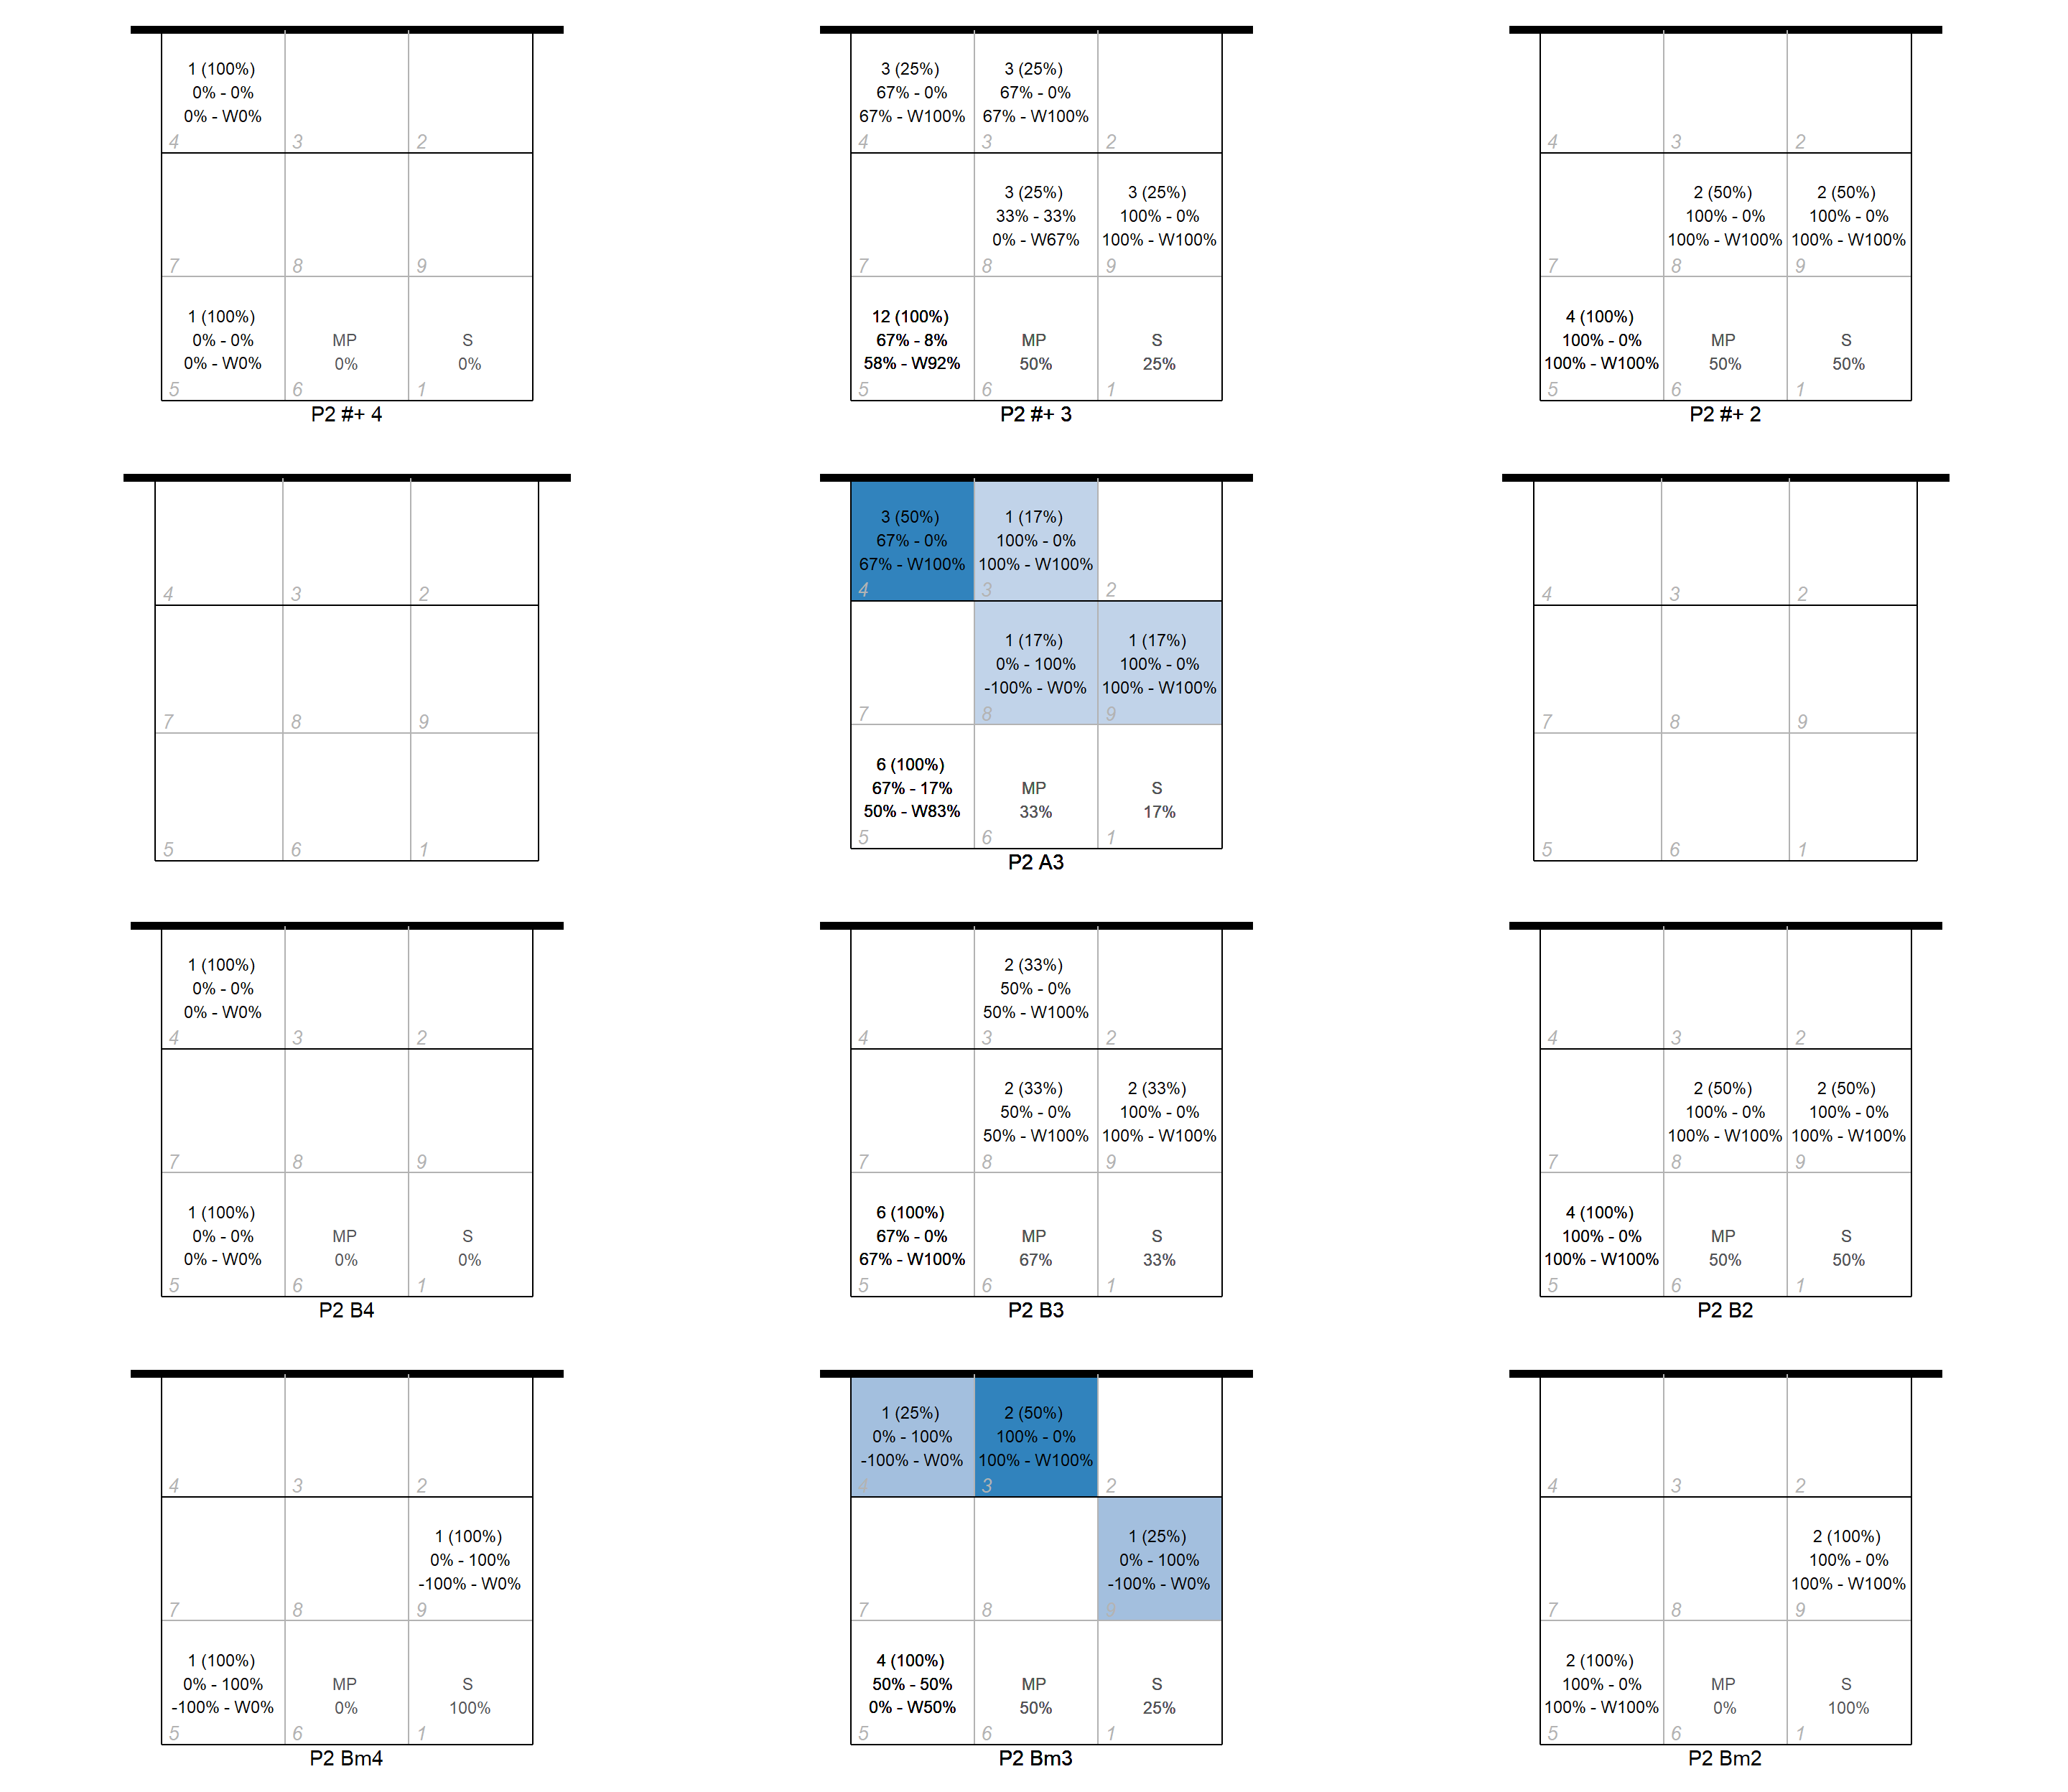 1 (100%)
0% - 0%
0% - W0%
4
3
2
7
8
9
1 (100%)
0% - 0%
0% - W0%
MP
0%
S
0%
5
6
1
P2 #+ 4
3 (25%)
67% - 0%
67% - W100%
3 (25%)
67% - 0%
67% - W100%
4
3
2
3 (25%)
33% - 33%
0% - W67%
3 (25%)
100% - 0%
100% - W100%
7
8
9
12 (100%)
67% - 8%
58% - W92%
MP
50%
S
25%
5
6
1
P2 #+ 3
4
3
2
2 (50%)
100% - 0%
100% - W100%
2 (50%)
100% - 0%
100% - W100%
7
8
9
4 (100%)
100% - 0%
100% - W100%
MP
50%
S
50%
5
6
1
P2 #+ 2
4
3
2
7
8
9
5
6
1
3 (50%)
67% - 0%
67% - W100%
1 (17%)
100% - 0%
100% - W100%
4
3
2
1 (17%)
0% - 100%
-100% - W0%
1 (17%)
100% - 0%
100% - W100%
7
8
9
6 (100%)
67% - 17%
50% - W83%
MP
33%
S
17%
5
6
1
P2 A3
4
3
2
7
8
9
5
6
1
1 (100%)
0% - 0%
0% - W0%
4
3
2
7
8
9
1 (100%)
0% - 0%
0% - W0%
MP
0%
S
0%
5
6
1
P2 B4
2 (33%)
50% - 0%
50% - W100%
4
3
2
2 (33%)
50% - 0%
50% - W100%
2 (33%)
100% - 0%
100% - W100%
7
8
9
6 (100%)
67% - 0%
67% - W100%
MP
67%
S
33%
5
6
1
P2 B3
4
3
2
2 (50%)
100% - 0%
100% - W100%
2 (50%)
100% - 0%
100% - W100%
7
8
9
4 (100%)
100% - 0%
100% - W100%
MP
50%
S
50%
5
6
1
P2 B2
4
3
2
1 (100%)
0% - 100%
-100% - W0%
7
8
9
1 (100%)
0% - 100%
-100% - W0%
MP
0%
S
100%
5
6
1
P2 Bm4
1 (25%)
0% - 100%
-100% - W0%
2 (50%)
100% - 0%
100% - W100%
4
3
2
1 (25%)
0% - 100%
-100% - W0%
7
8
9
4 (100%)
50% - 50%
0% - W50%
MP
50%
S
25%
5
6
1
P2 Bm3
4
3
2
2 (100%)
100% - 0%
100% - W100%
7
8
9
2 (100%)
100% - 0%
100% - W100%
MP
0%
S
100%
5
6
1
P2 Bm2